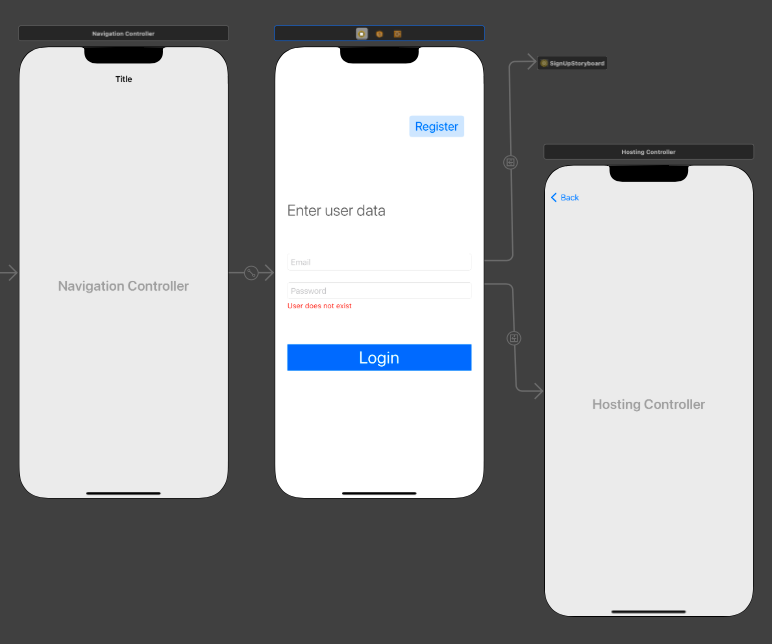 Navigation Controller
Title
Navigation Controller
Register
Enter user data
Email
Password
User does not exist
Login
SignUpStoryboard
Hosting Controller
Back
Hosting Controller